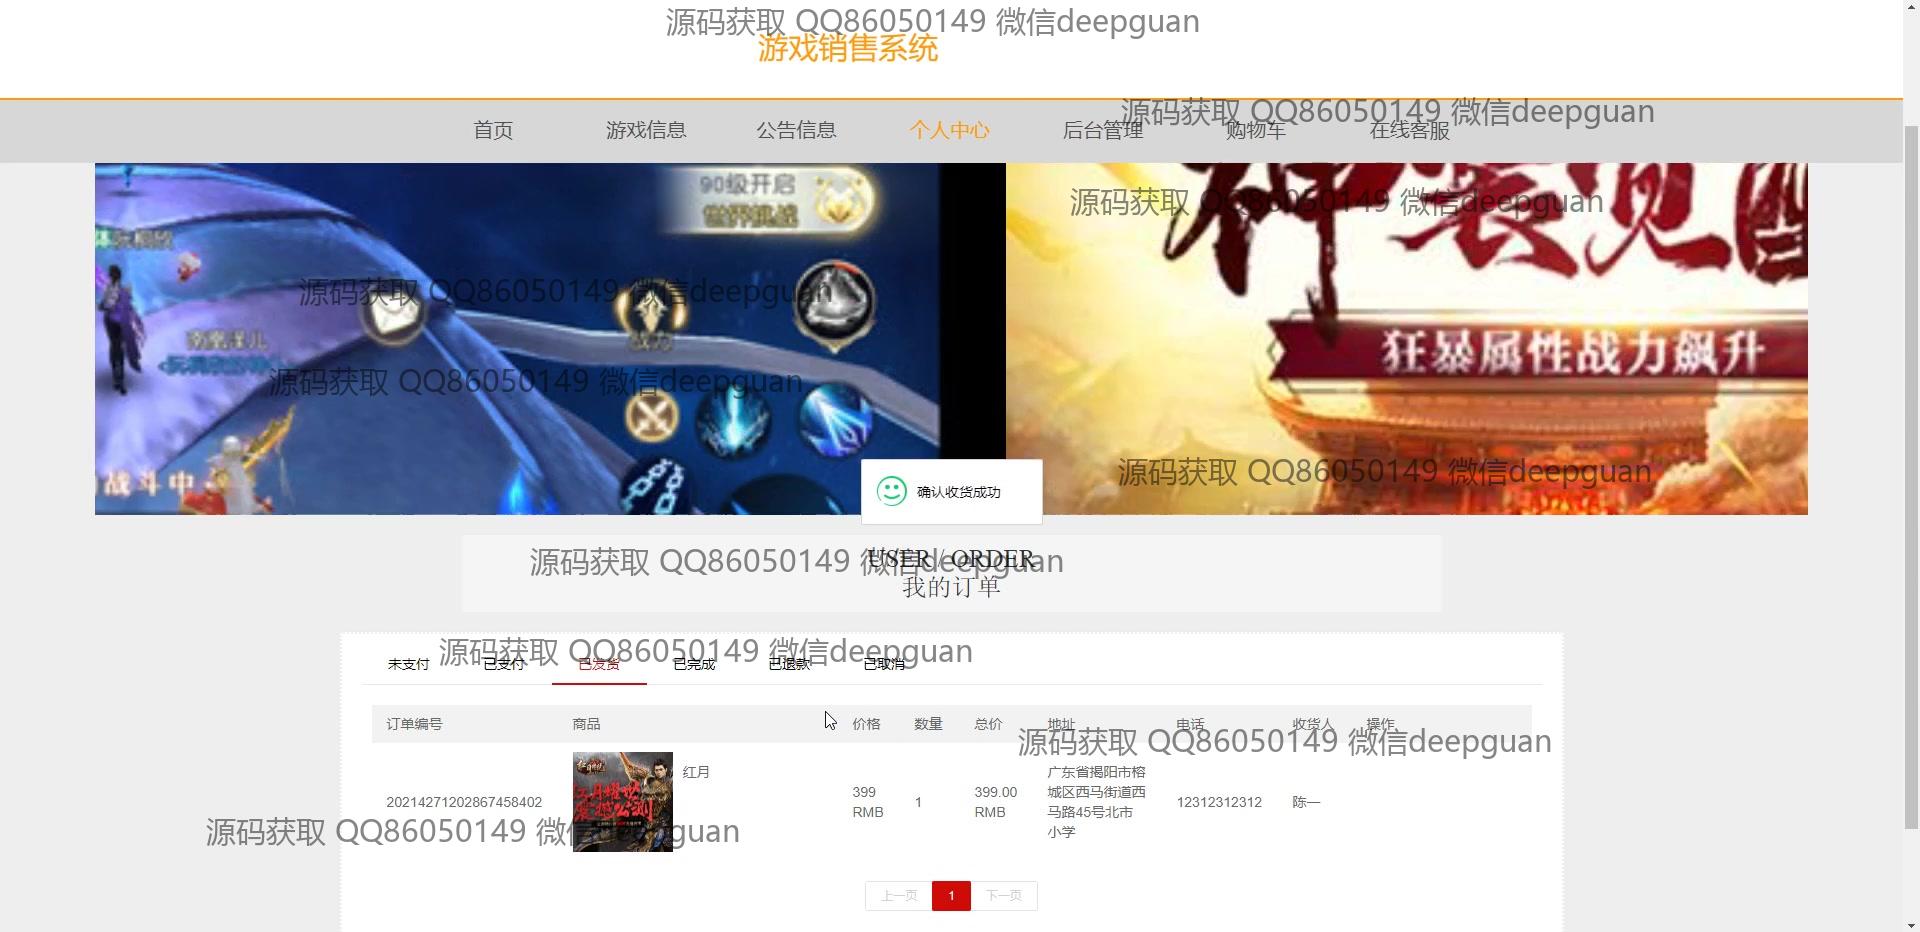 源码获取 QQ86050149 微信deepguan
游戏销售系统
源码获取 QQ86050149 微信deepguan
首页 游戏信息 公告信息 个人中心 后台管理 购物车 在线客服
90级开启
世界挑战
源码获取 QQ86050149 微信deepguan
源码获取 QQ86050149 微信deepguan
战力
狂暴属性战力飙升
源码获取 QQ86050149 微信deepguan
源码获取 QQ86050149 微信deepguan
战斗中
确认收货成功
USER / ORDER
源码获取 QQ86050149 微信deepguan
我的订单
源码获取 QQ86050149 微信deepguan
未支付 已支付 已发货 已完成 已退款 已取消
订单编号 商品 价格 数量 总价 地址 电话 收货人 操作
源码获取 QQ86050149 微信deepguan
20214271202867458402 红月 399 RMB 1 399.00 RMB 广东省揭阳市榕城区西马街道西马路45号北市小学 12312312312 陈一
源码获取 QQ86050149 微信deepguan
上一页 1 下一页